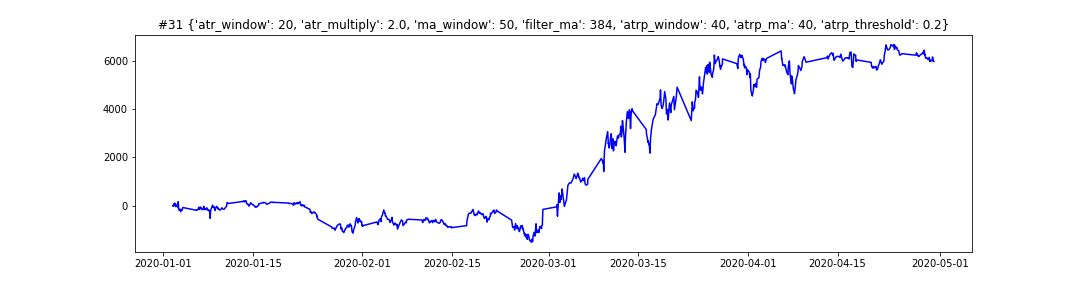 #31 {'atr_window': 20, 'atr_multiply': 2.0, 'ma_window': 50, 'filter_ma': 384, 'atrp_window': 40, 'atrp_ma': 40, 'atrp_threshold': 0.2}
6000
4000
2000
0
2020-01-01 2020-01-15 2020-02-01 2020-02-15 2020-03-01 2020-03-15 2020-04-01 2020-04-15 2020-05-01